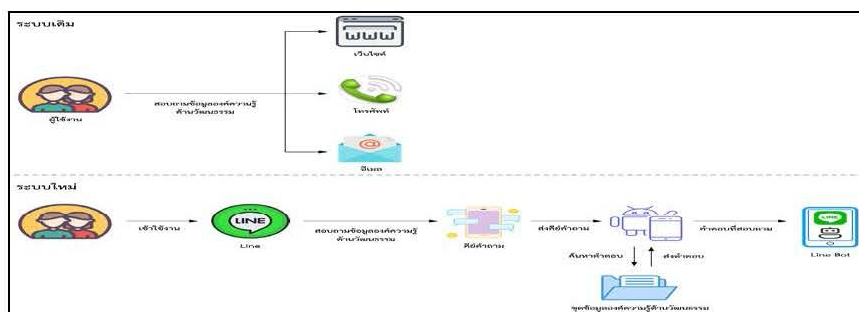 ระบบเดิม
WWW
เว็บไซต์
ผู้ใช้งาน
สอบถามข้อมูลองค์ความรู้
ด้านวัฒนธรรม
โทรศัพท์
@
อีเมล
ระบบใหม่
เข้าใช้งาน
LINE
Line
สอบถามข้อมูลองค์ความรู้
ด้านวัฒนธรรม
คีย์คำถาม
ส่งคีย์คำถาม
ค้นหาคำตอบ
ส่งคำตอบ
ชุดข้อมูลองค์ความรู้ด้านวัฒนธรรม
คำตอบที่สอบถาม
LINE
Line Bot